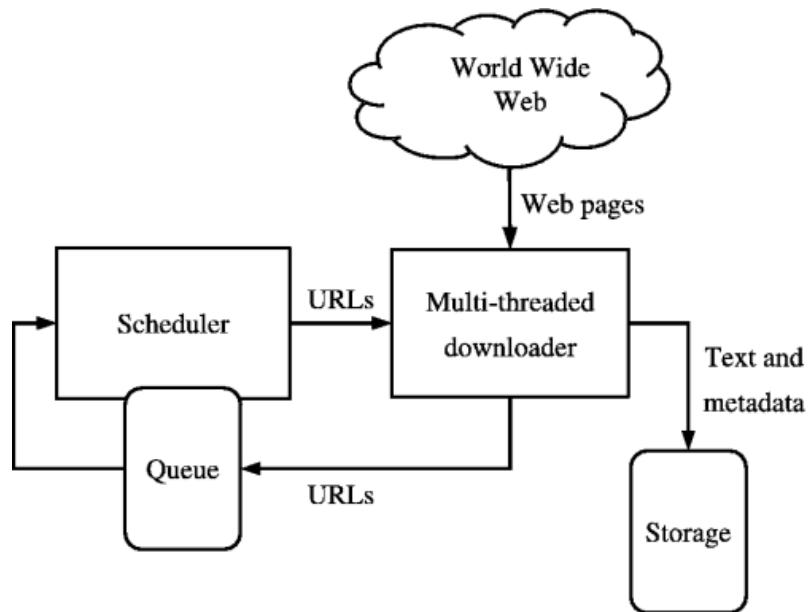 World Wide
Web
Web pages
Scheduler
URLs
Multi-threaded
downloader
Text and
metadata
Queue
URLs
Storage